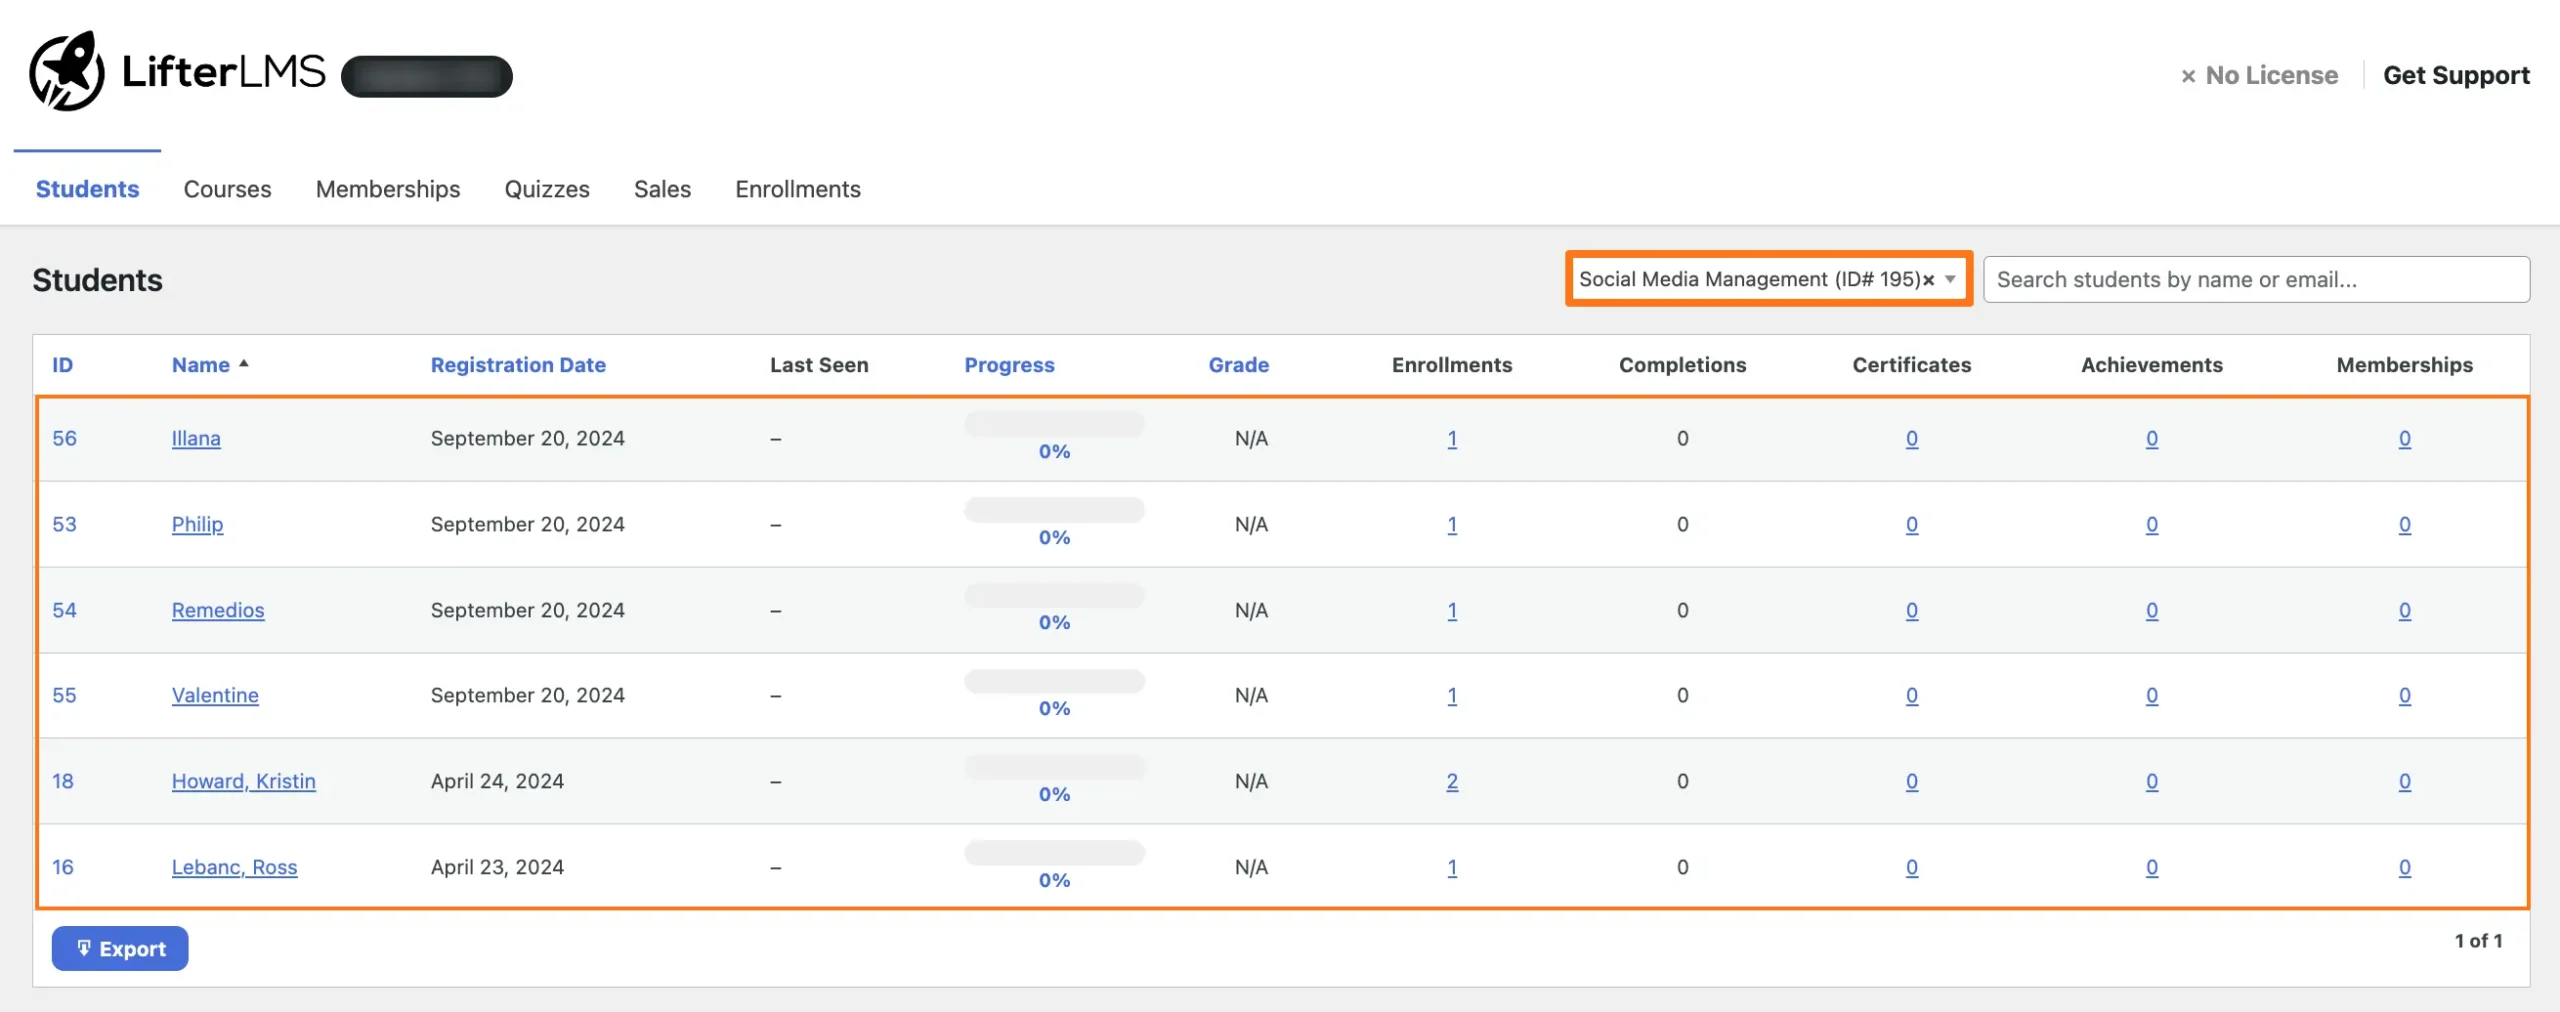 LifterLMS
× No License
Get Support
Students Courses Memberships Quizzes Sales Enrollments
Students
Social Media Management (ID# 195)×
Search students by name or email...
ID Name Registration Date Last Seen Progress Grade Enrollments Completions Certificates Achievements Memberships
56 Illana September 20, 2024 – 0% N/A 1 0 0 0 0
53 Philip September 20, 2024 – 0% N/A 1 0 0 0 0
54 Remedios September 20, 2024 – 0% N/A 1 0 0 0 0
55 Valentine September 20, 2024 – 0% N/A 1 0 0 0 0
18 Howard, Kristin April 24, 2024 – 0% N/A 2 0 0 0 0
16 Lebanc, Ross April 23, 2024 – 0% N/A 1 0 0 0 0
Export
1 of 1